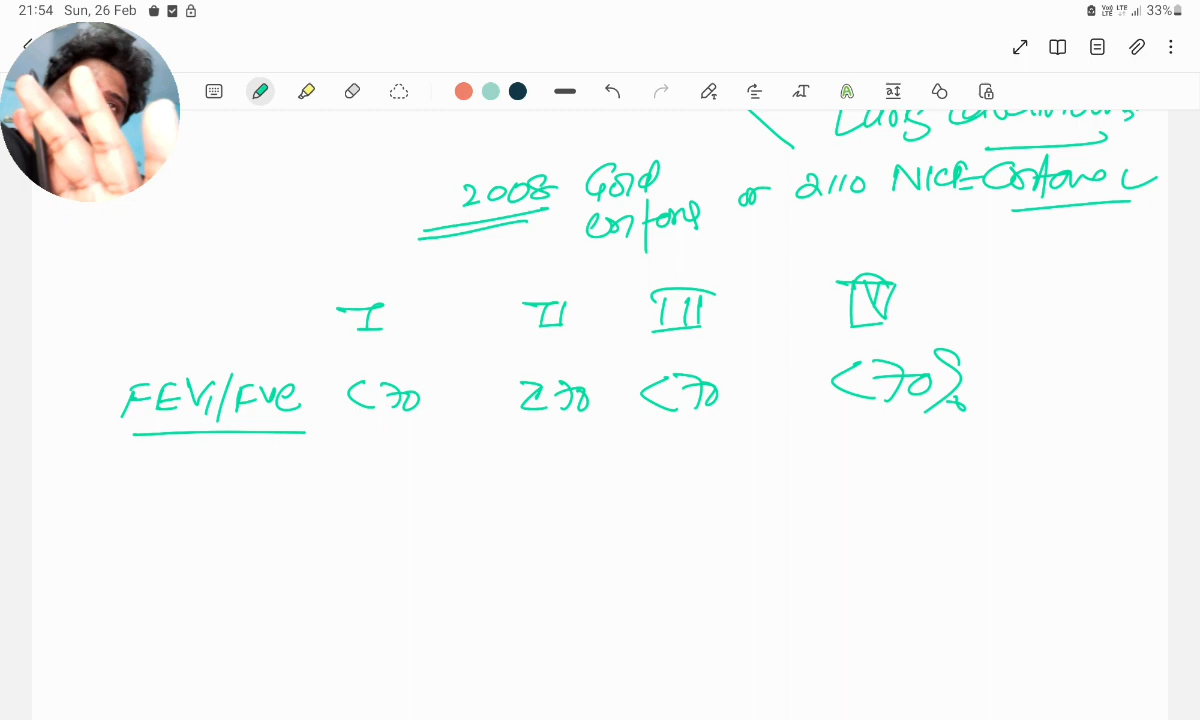 21:54 Sun, 26 Feb
33%
Lung
2008 Gold or 2110 NICE
I II III IV
FEV1/FVC <70 ≥70 <70 <70%